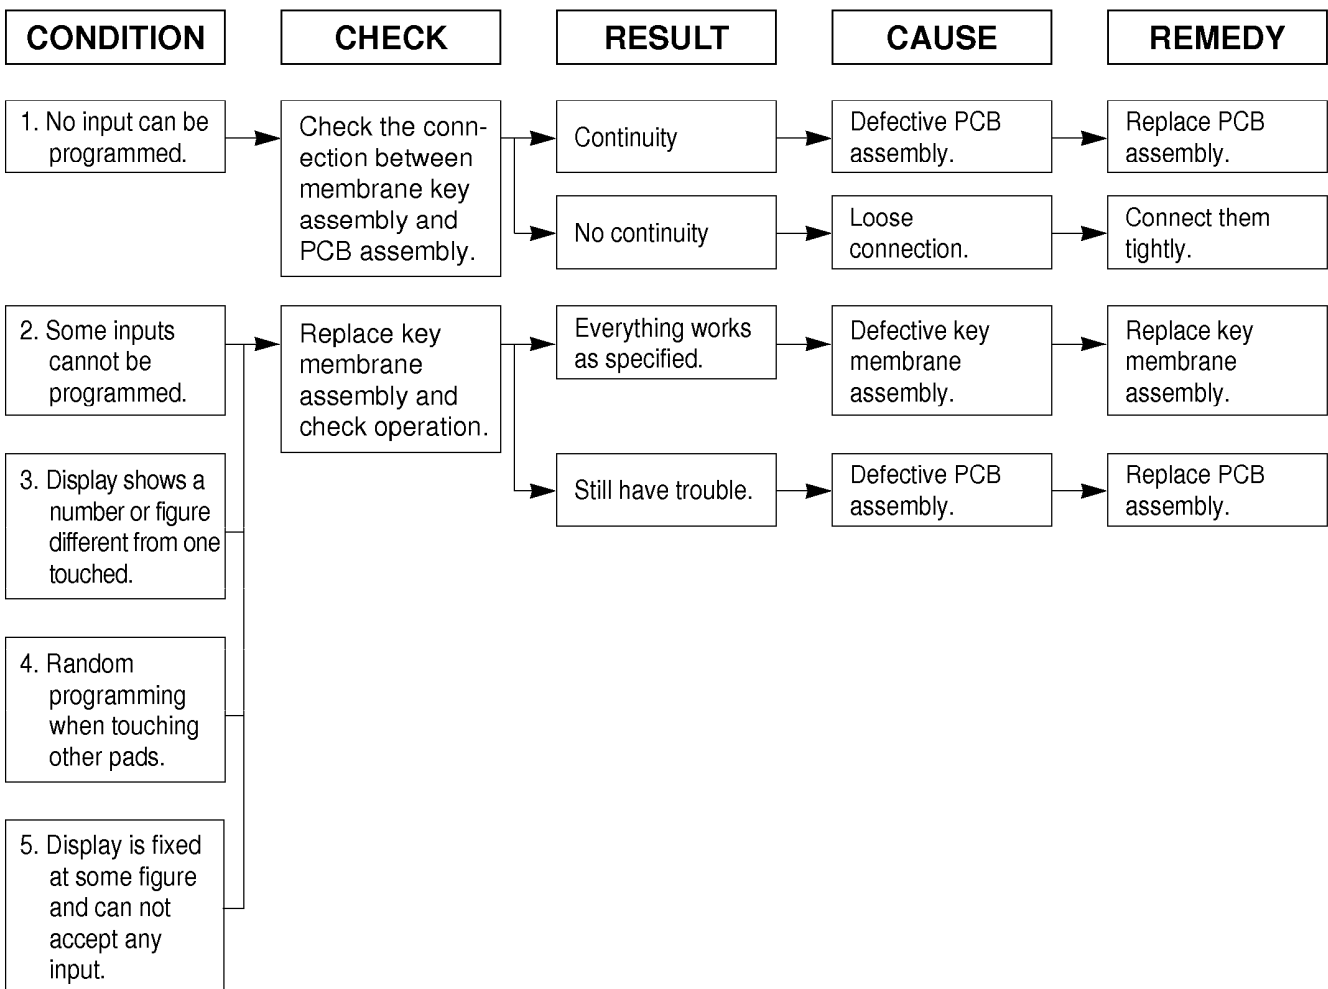 CONDITION
CHECK
RESULT
CAUSE
REMEDY
1. No input can be
programmed.
Check the conn-
ection between
membrane key
assembly and
PCB assembly.
Continuity
Defective PCB
assembly.
Replace PCB
assembly.
No continuity
Loose
connection.
Connect them
tightly.
2. Some inputs
cannot be
programmed.
Replace key
membrane
assembly and
check operation.
Everything works
as specified.
Defective key
membrane
assembly.
Replace key
membrane
assembly.
3. Display shows a
number or figure
different from one
touched.
Still have trouble.
Defective PCB
assembly.
Replace PCB
assembly.
4. Random
programming
when touching
other pads.
5. Display is fixed
at some figure
and can not
accept any
input.